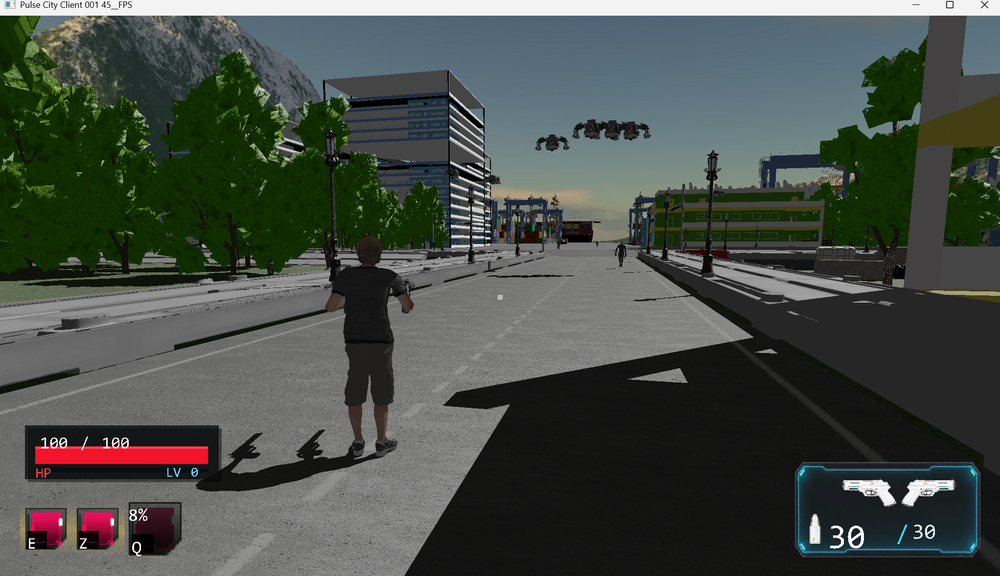 Pulse City Client 001 45__FPS
100 / 100
HP LV 0
8%
E Z Q
30 / 30